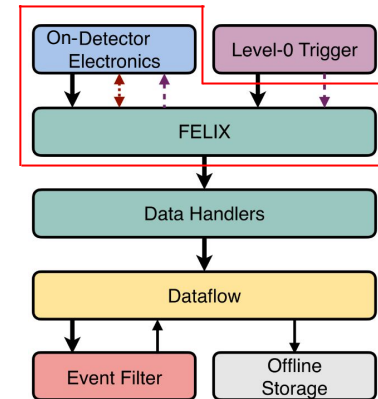 On-Detector
Electronics
Level-0 Trigger
FELIX
Data Handlers
Dataflow
Event Filter
Offline
Storage